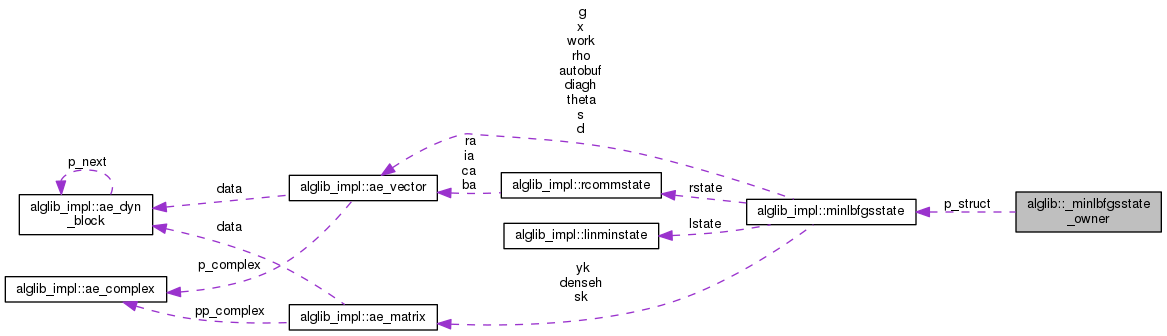 g
x
work
rho
autobuf
diagh
theta
s
d
ra
ia
ca
ba
p_next
data
alglib_impl::ae_vector
alglib_impl::rcommstate
rstate
alglib_impl::ae_dyn
_block
alglib_impl::minlbfgsstate
p_struct
alglib::_minlbfgsstate
_owner
data
lstate
alglib_impl::linminstate
p_complex
yk
denseh
sk
alglib_impl::ae_complex
pp_complex
alglib_impl::ae_matrix